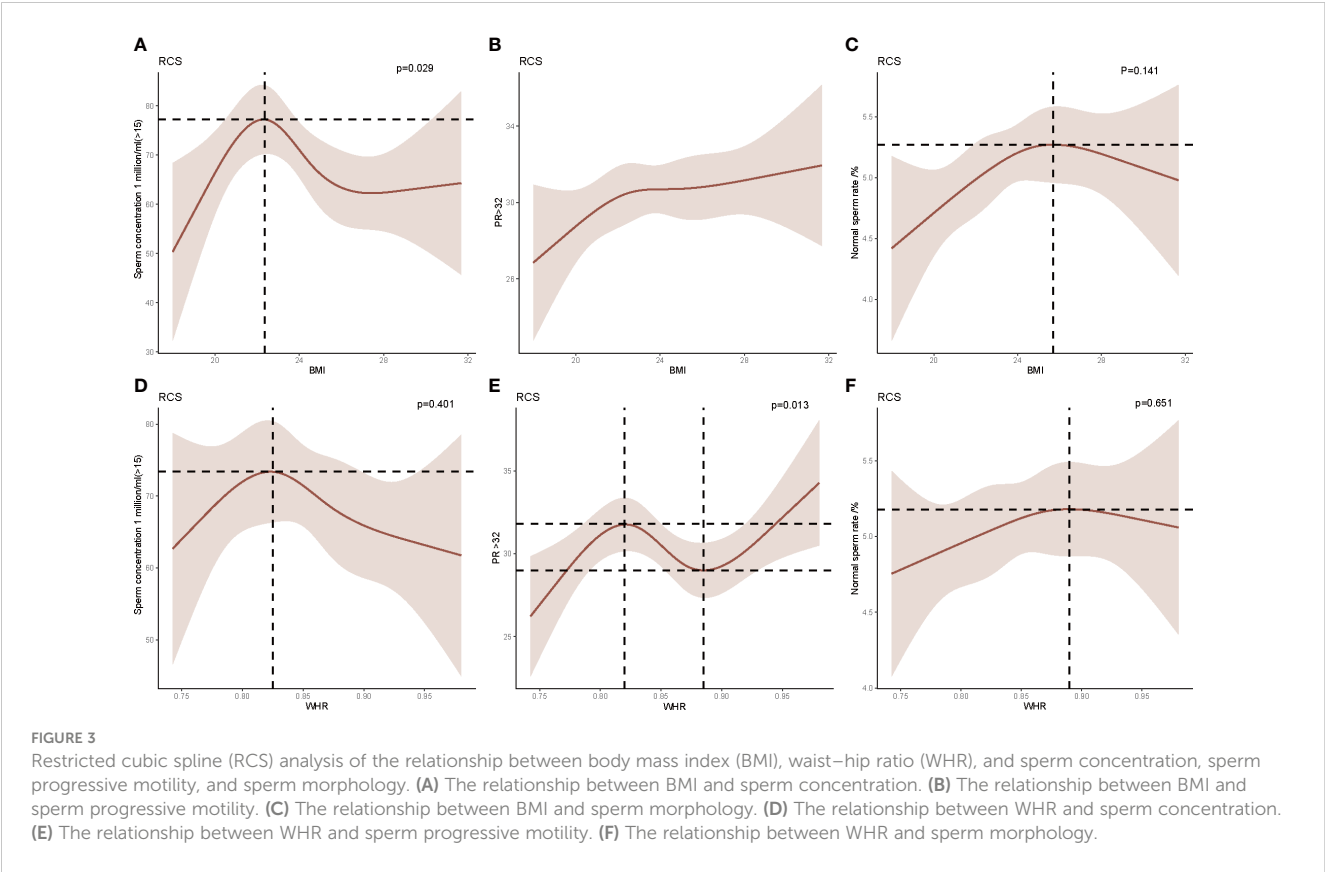 A
RCS
p=0.029
Sperm concentration 1 million/ml(>15)
80
70
60
50
40
30
20
24
28
32
BMI
B
RCS
PR>32
34
30
26
20
24
28
32
BMI
C
RCS
P=0.141
Normal sperm rate /%
5.5
5.0
4.5
4.0
20
24
28
32
BMI
D
RCS
p=0.401
Sperm concentration 1 million/ml(>15)
80
70
60
50
0.75
0.80
0.85
0.90
0.95
WHR
E
RCS
p=0.013
PR >32
35
30
25
0.75
0.80
0.85
0.90
0.95
WHR
F
RCS
p=0.651
Normal sperm rate /%
5.5
5.0
4.5
4.0
0.75
0.80
0.85
0.90
0.95
WHR
FIGURE 3
Restricted cubic spline (RCS) analysis of the relationship between body mass index (BMI), waist–hip ratio (WHR), and sperm concentration, sperm
progressive motility, and sperm morphology. (A) The relationship between BMI and sperm concentration. (B) The relationship between BMI and
sperm progressive motility. (C) The relationship between BMI and sperm morphology. (D) The relationship between WHR and sperm concentration.
(E) The relationship between WHR and sperm progressive motility. (F) The relationship between WHR and sperm morphology.